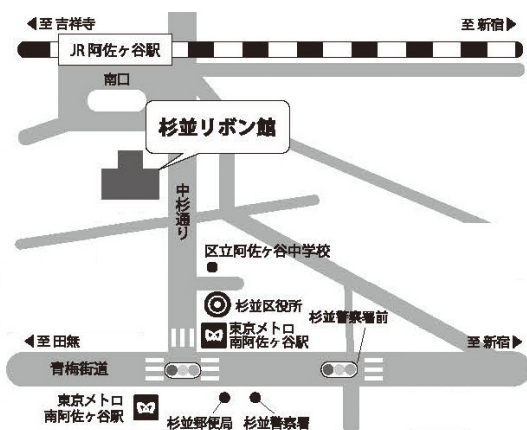 ◀至 吉祥寺
至 新宿▶
JR 阿佐ヶ谷駅
南口
杉並リボン館
中杉通り
区立阿佐ヶ谷中学校
杉並区役所
杉並警察署前
東京メトロ
南阿佐ヶ谷駅
◀至 田無
至 新宿▶
青梅街道
東京メトロ
南阿佐ヶ谷駅
杉並郵便局
杉並警察署